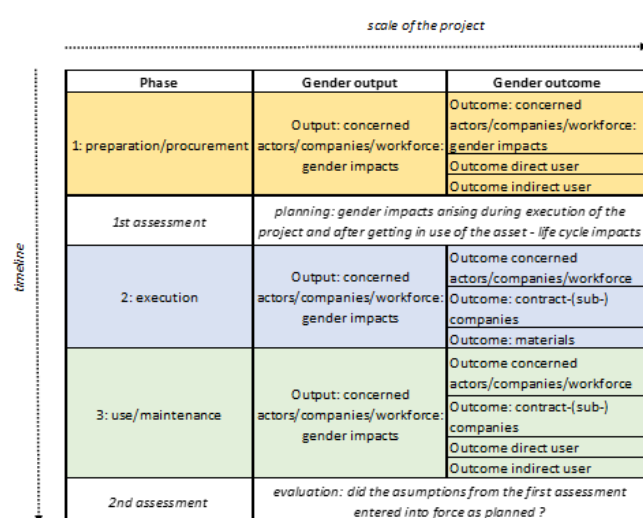 scale of the project
timeline
Phase
Gender output
Gender outcome
1: preparation/procurement
Output: concerned
actors/companies/workforce:
gender impacts
Outcome: concerned
actors/companies/workforce:
gender impacts
Outcome direct user
Outcome indirect user
1st assessment
planning: gender impacts arising during execution of the
project and after getting in use of the asset - life cycle impacts
2: execution
Output: concerned
actors/companies/workforce:
gender impacts
Outcome concerned
actors/companies/workforce
Outcome: contract-(sub-)
companies
Outcome: materials
3: use/maintenance
Output: concerned
actors/companies/workforce:
gender impacts
Outcome concerned
actors/companies/workforce
Outcome: contract-(sub-)
companies
Outcome direct user
Outcome indirect user
2nd assessment
evaluation: did the asumptions from the first assessment
entered into force as planned ?